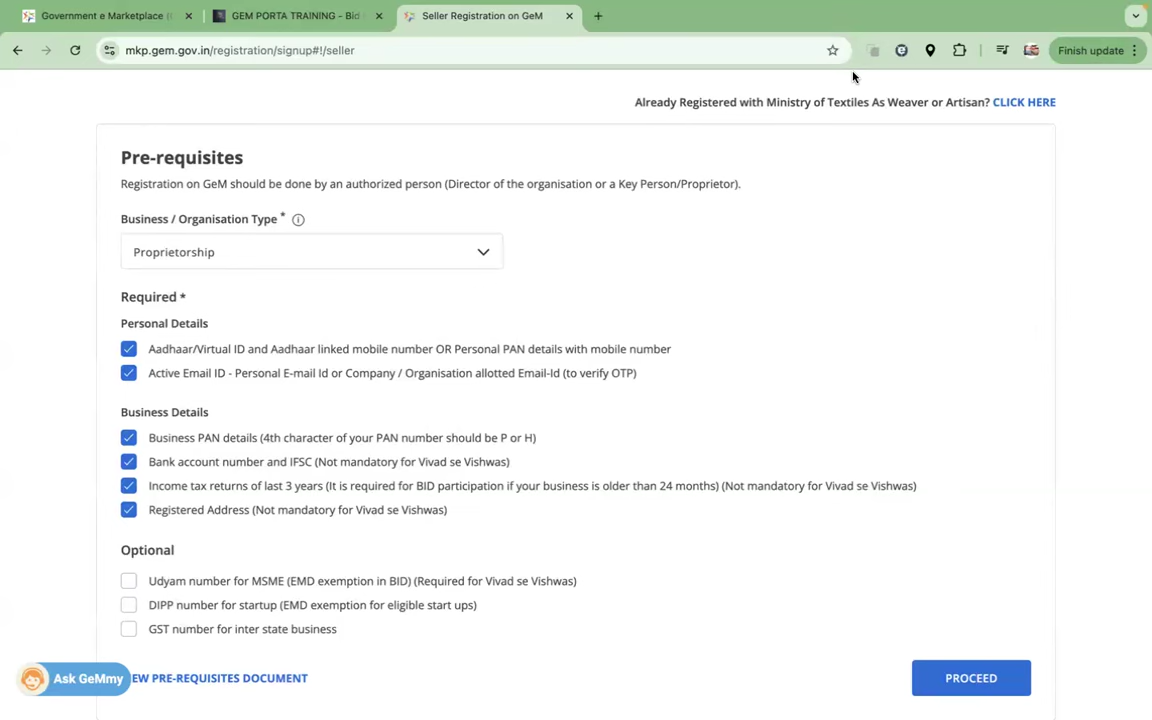 Government e Marketplace (
GEM PORTA TRAINING - Bid
Seller Registration on GeM
mkp.gem.gov.in/registration/signup#!/seller
Finish update
Already Registered with Ministry of Textiles As Weaver or Artisan? CLICK HERE
Pre-requisites
Registration on GeM should be done by an authorized person (Director of the organisation or a Key Person/Proprietor).
Business / Organisation Type *
Proprietorship
Required *
Personal Details
Aadhaar/Virtual ID and Aadhaar linked mobile number OR Personal PAN details with mobile number
Active Email ID - Personal E-mail Id or Company / Organisation allotted Email-Id (to verify OTP)
Business Details
Business PAN details (4th character of your PAN number should be P or H)
Bank account number and IFSC (Not mandatory for Vivad se Vishwas)
Income tax returns of last 3 years (It is required for BID participation if your business is older than 24 months) (Not mandatory for Vivad se Vishwas)
Registered Address (Not mandatory for Vivad se Vishwas)
Optional
Udyam number for MSME (EMD exemption in BID) (Required for Vivad se Vishwas)
DIPP number for startup (EMD exemption for eligible start ups)
GST number for inter state business
Ask GeMmy
EW PRE-REQUISITES DOCUMENT
PROCEED